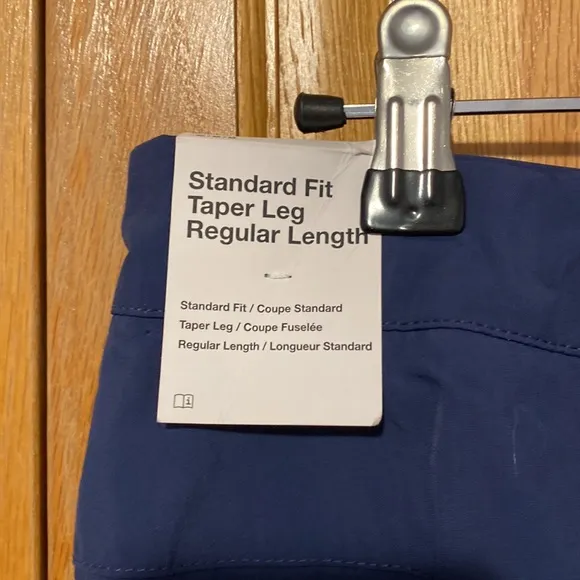 Standard Fit
Taper Leg
Regular Length
Standard Fit / Coupe Standard
Taper Leg / Coupe Fuselée
Regular Length / Longueur Standard
i